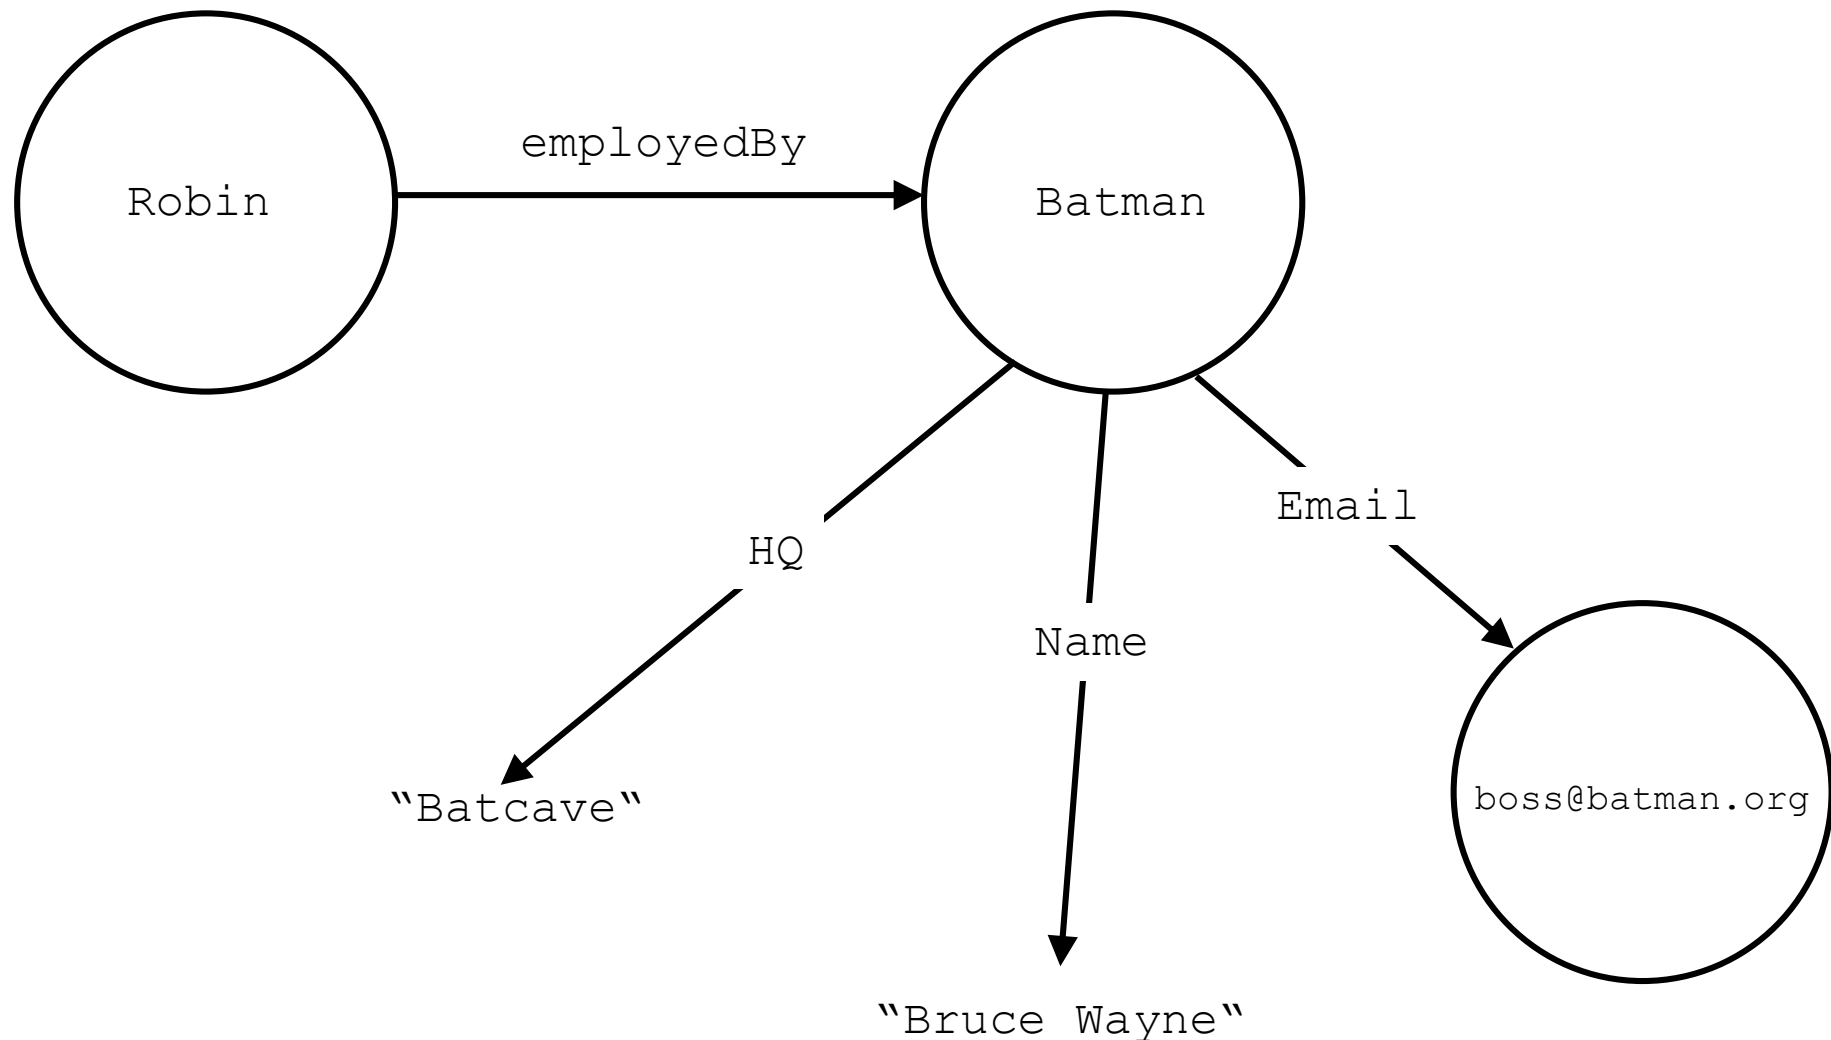 employedBy
Robin
Batman
Email
HQ
Name
boss@batman.org
“Batcave“
“Bruce Wayne“